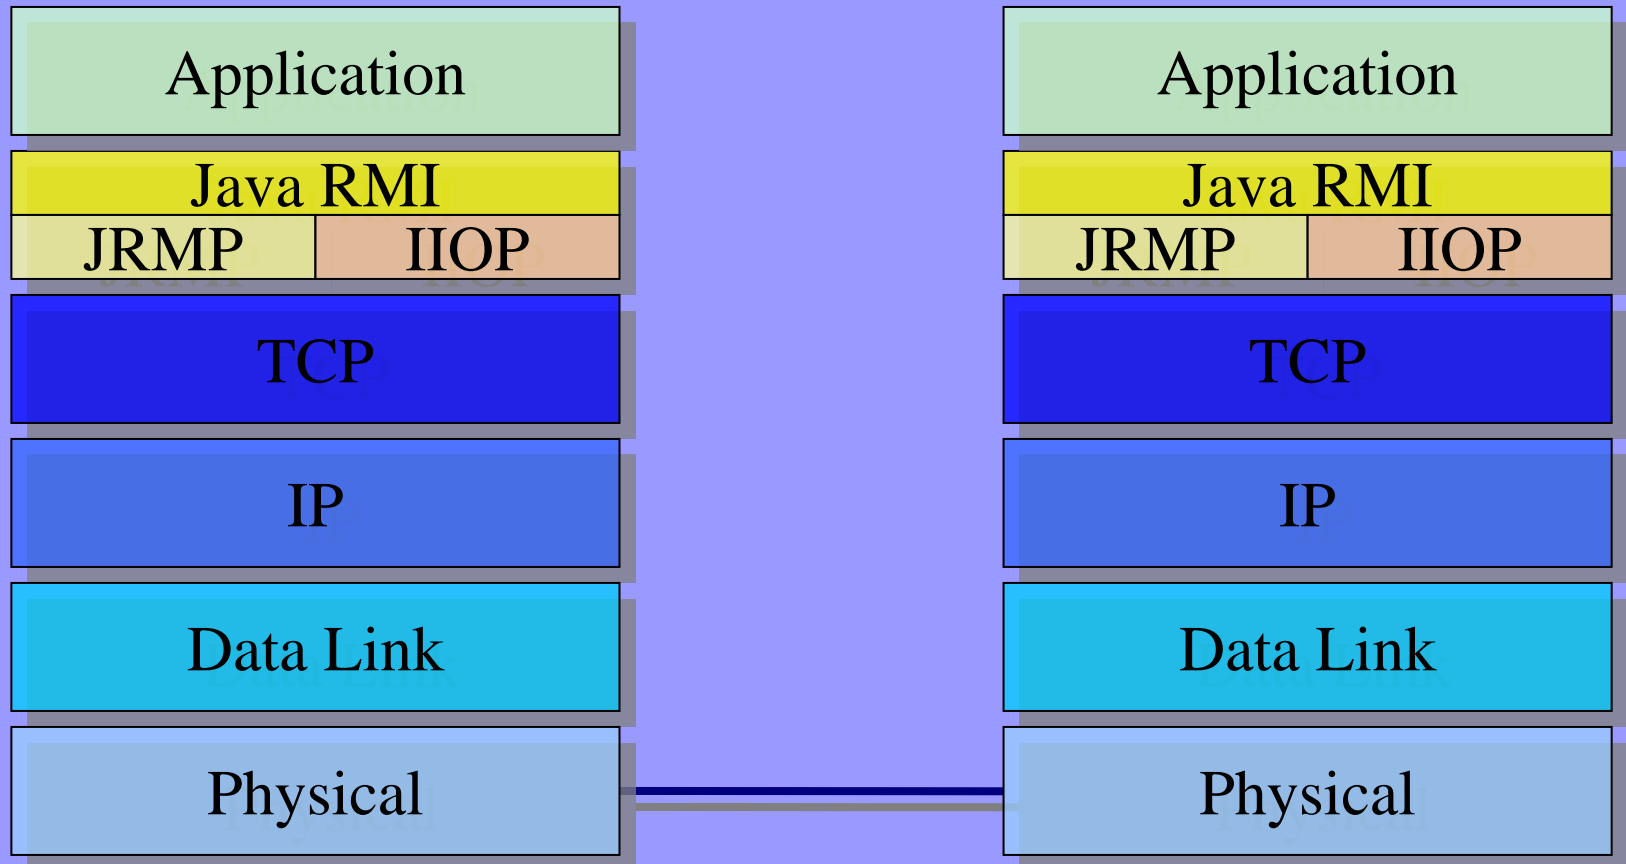 Application
Java RMI
JRMP IIOP
TCP
IP
Data Link
Physical
Application
Java RMI
JRMP IIOP
TCP
IP
Data Link
Physical